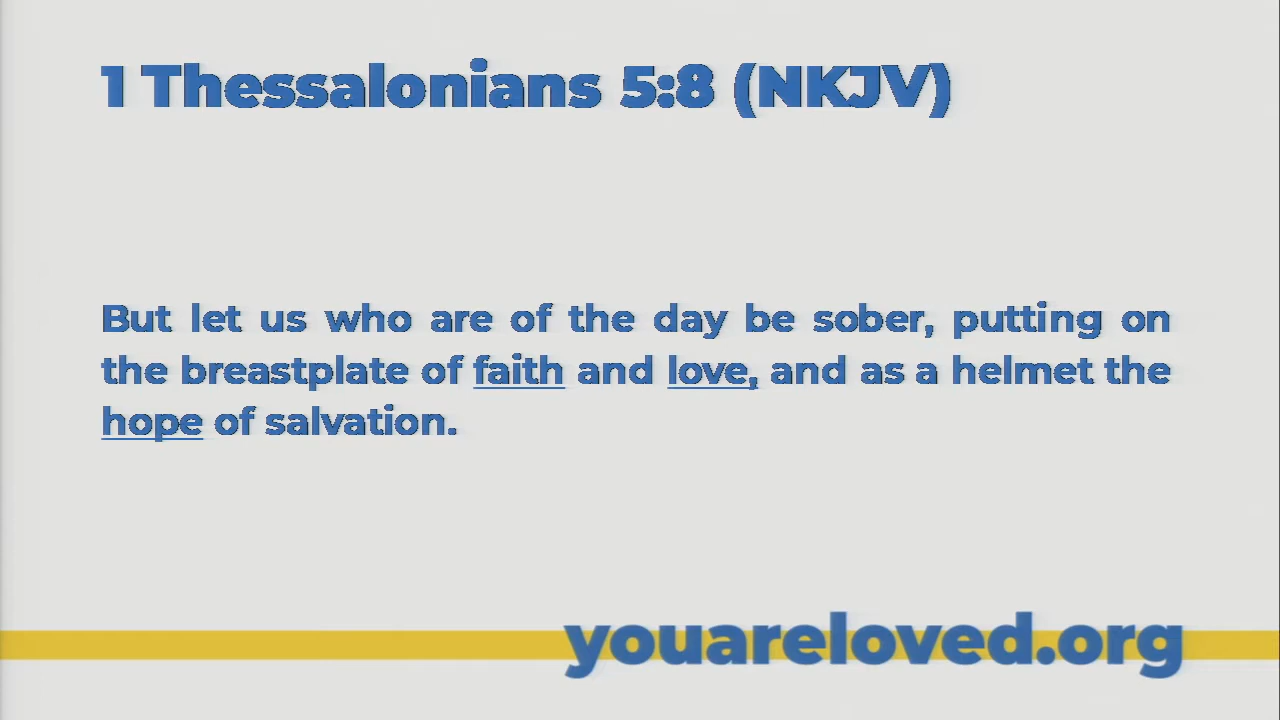 1 Thessalonians 5:8 (NKJV)
But let us who are of the day be sober, putting on
the breastplate of faith and love, and as a helmet the
hope of salvation.
youareloved.org